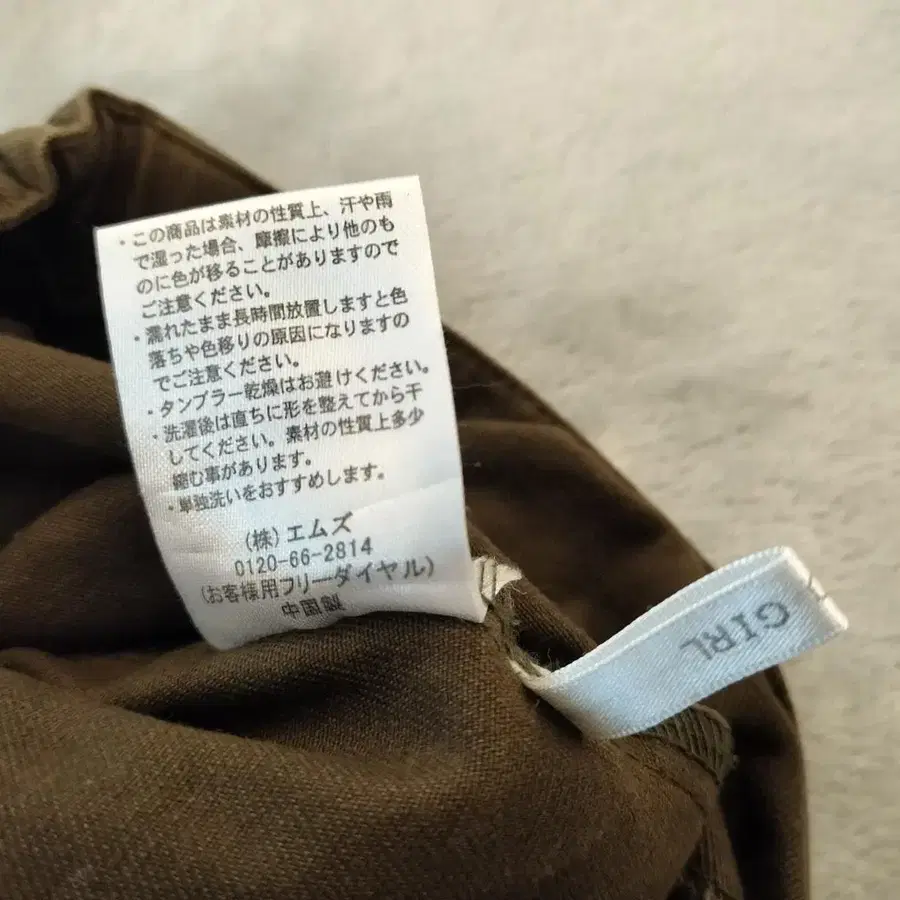 ・この商品は素材の性質上、汗や雨
で湿った場合、摩擦により他のも
のに色が移ることがありますので
ご注意ください。
・濡れたまま長時間放置しますと色
落ちや色移りの原因になりますの
でご注意ください。
・タンブラー乾燥はお避けください。
・洗濯後は直ちに形を整えてから干
してください。素材の性質上多少
縮む事があります。
・単独洗いをおすすめします。
(株)エムズ
0120-66-2814
(お客様用フリーダイヤル)
中国製
GIRL